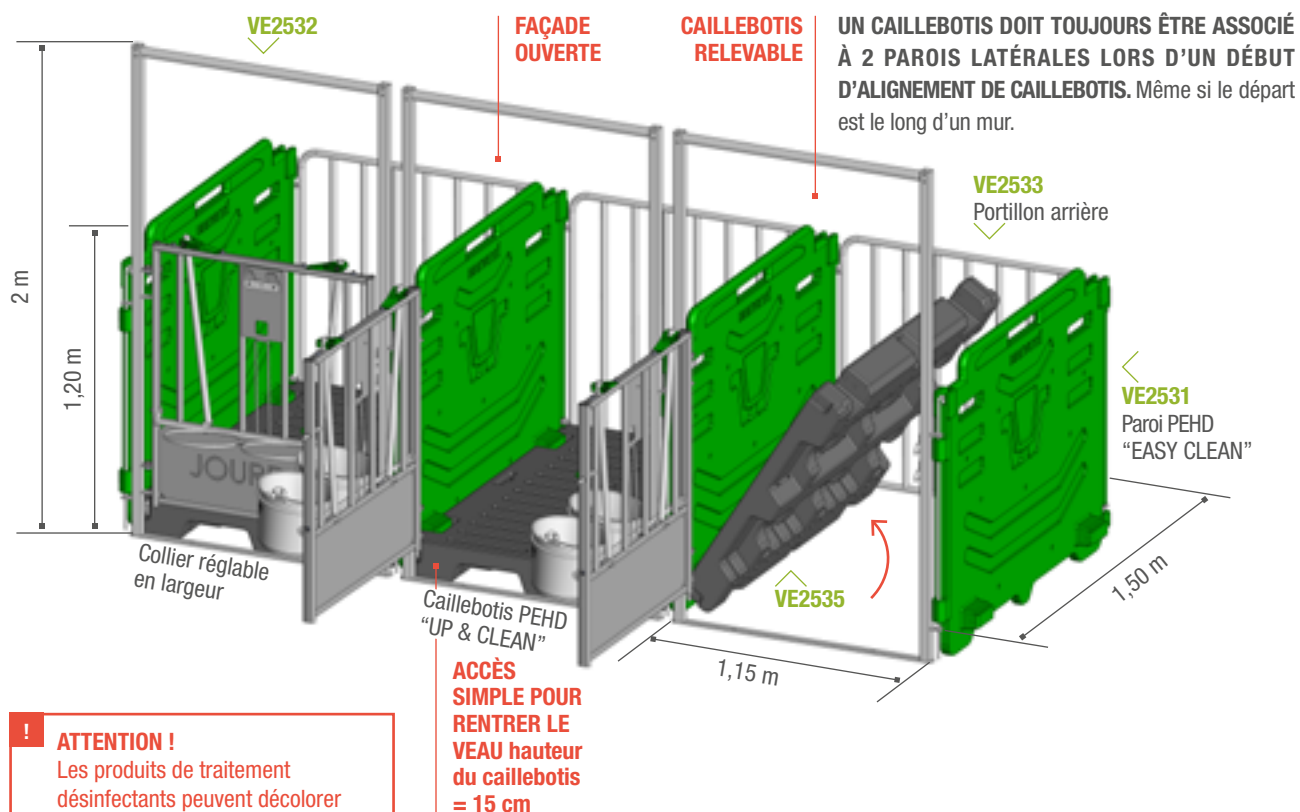 VE2532
FAÇADE
OUVERTE
CAILLEBOTIS
RELEVABLE
UN CAILLEBOTIS DOIT TOUJOURS ÊTRE ASSOCIÉ
À 2 PAROIS LATÉRALES LORS D’UN DÉBUT
D’ALIGNEMENT DE CAILLEBOTIS. Même si le départ
est le long d’un mur.
VE2533
Portillon arrière
2 m
1,20 m
VE2531
Paroi PEHD
“EASY CLEAN”
Collier réglable
en largeur
Caillebotis PEHD
“UP & CLEAN”
VE2535
1,50 m
1,15 m
ACCÈS
SIMPLE POUR
RENTRER LE
VEAU hauteur
du caillebotis
= 15 cm
!
ATTENTION !
Les produits de traitement
désinfectants peuvent décolorer